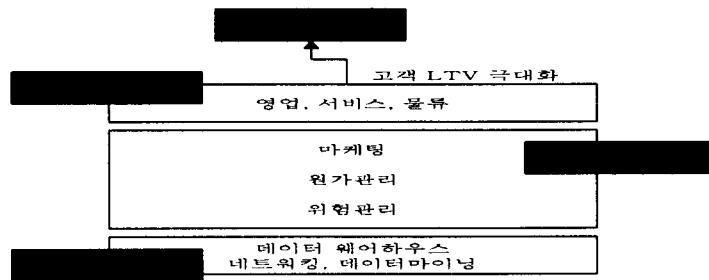 고객 LTV 극대화
영업, 서비스, 물류
마케팅
원가관리
위험관리
데이터 웨어하우스
네트워킹, 데이터마이닝